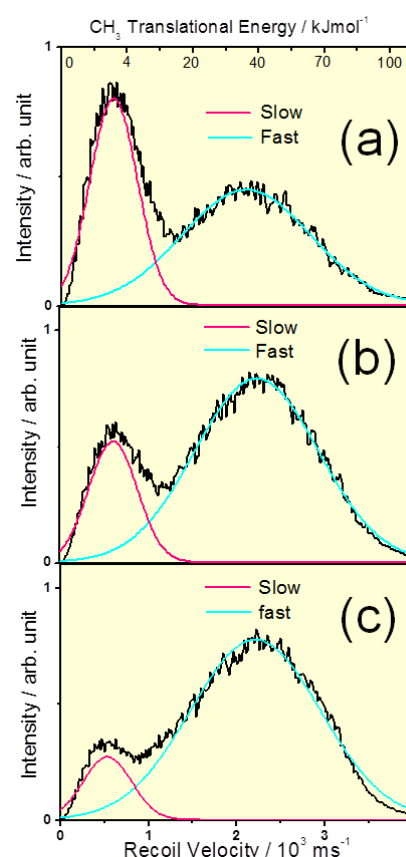 CH₃ Translational Energy / kJmol⁻¹
0 4 20 40 70 100
1
Intensity / arb. unit
0
Slow
Fast
(a)
1
Intensity / arb. unit
0
Slow
Fast
(b)
1
Intensity / arb. unit
0
Slow
fast
(c)
0 1 2 3
Recoil Velocity / 10³ ms⁻¹